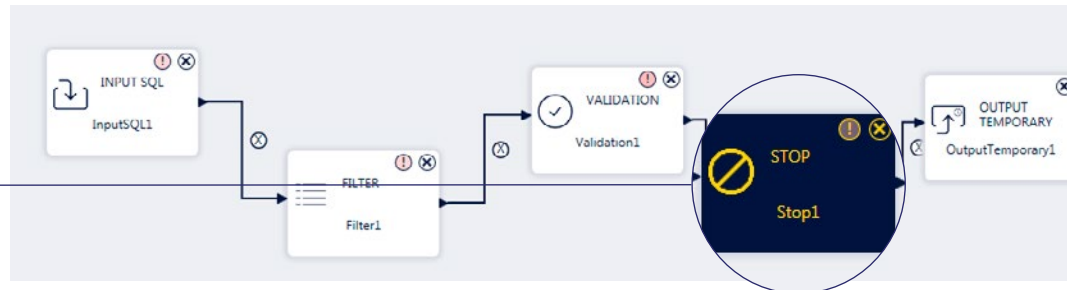 INPUT SQL
InputSQL1
FILTER
Filter1
VALIDATION
Validation1
STOP
Stop1
OUTPUT
TEMPORARY
OutputTemporary1